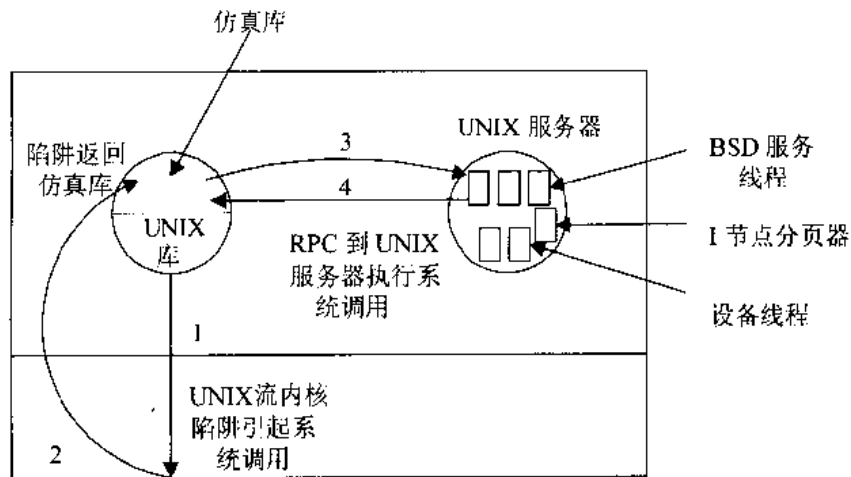 仿真库
陷阱返回
仿真库
3
UNIX 服务器
BSD 服务
线程
4
UNIX
库
RPC 到 UNIX
服务器执行系
统调用
I 节点分页器
设备线程
1
UNIX流内核
陷阱引起系
统调用
2